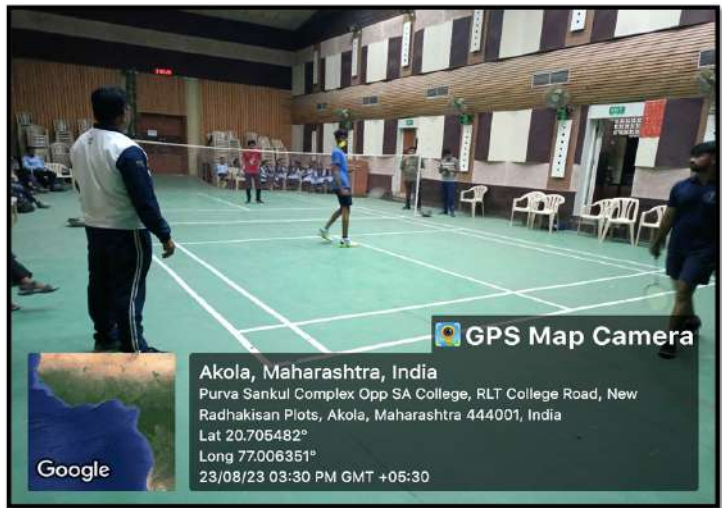 EXIT
GPS Map Camera
Akola, Maharashtra, India
Purva Sankul Complex Opp SA College, RLT College Road, New
Radhakisan Plots, Akola, Maharashtra 444001, India
Lat 20.705482°
Long 77.006351°
23/08/23 03:30 PM GMT +05:30
Google